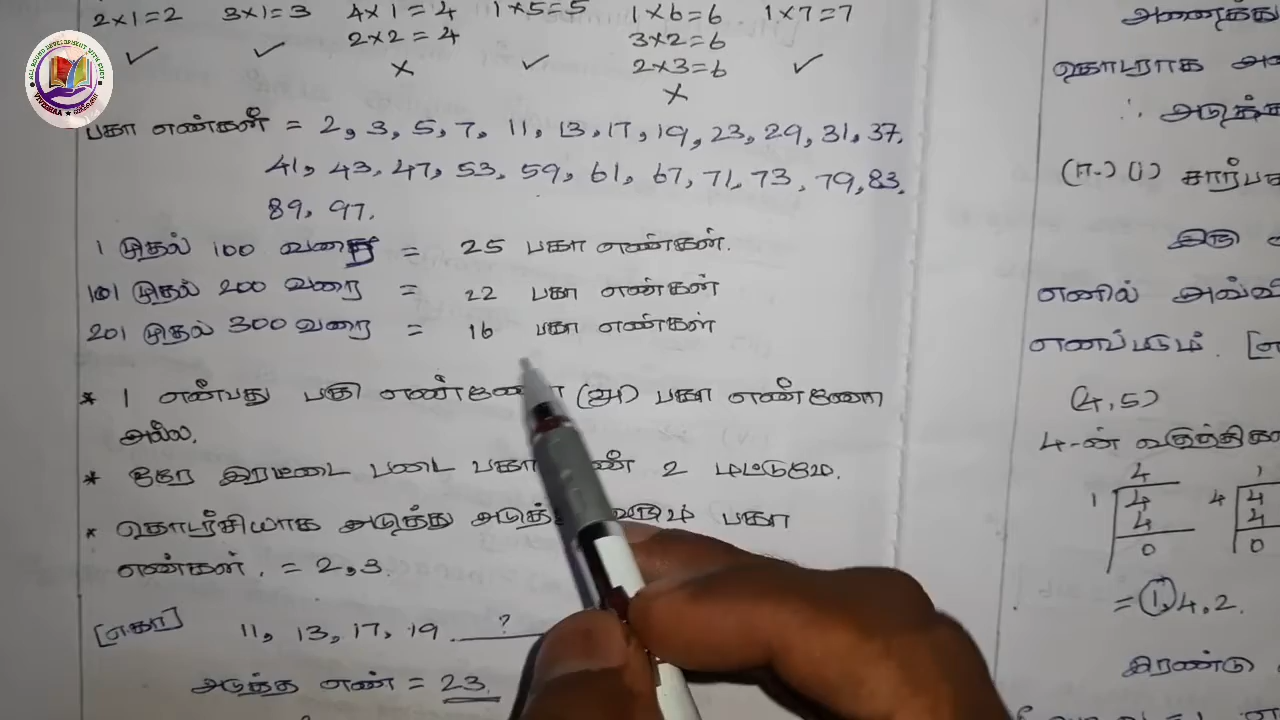 2×1=2 3×1=3 4×1=4 1×5=5 1×6=6 1×7=7
2×2=4 3×2=6
✓ ✓ × ✓ 2×3=6 ✓
×
பகா எண்கள் = 2, 3, 5, 7, 11, 13, 17, 19, 23, 29, 31, 37,
41, 43, 47, 53, 59, 61, 67, 71, 73, 79, 83,
89, 97.
1 முதல் 100 வரை = 25 பகா எண்கள்.
101 முதல் 200 வரை = 22 பகா எண்கள்
201 முதல் 300 வரை = 16 பகா எண்கள்
* 1 என்பது பகு எண்ணோ (அ) பகா எண்ணோ
அல்ல.
* ஒரே இரட்டை படை பகா எண் 2 மட்டுமே.
* தொடர்ச்சியாக அடுத்து அடுத்து வரும் பகா
எண்கள். = 2, 3.
[எகா] 11, 13, 17, 19, ___?___
அடுத்த எண் = 23.
அனைத்து
தொடராக
∴ அடுக்க
(i) சார்பகா
இரு
எனில் அவ்வி
எனப்படும்.
(4, 5)
4-ன் வகுத்திகள்
4 1
1 4 4 4
4 4
0 0
= 1, 4, 2.
இரண்டு